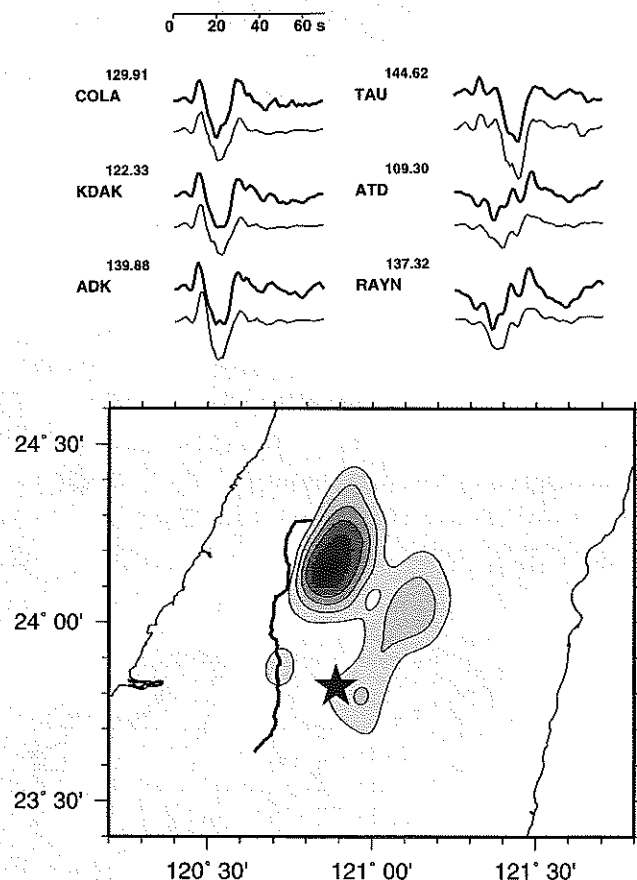 0 20 40 60 s
129.91
COLA
144.62
TAU
122.33
KDAK
109.30
ATD
139.88
ADK
137.32
RAYN
24° 30'
24° 00'
23° 30'
120° 30' 121° 00' 121° 30'